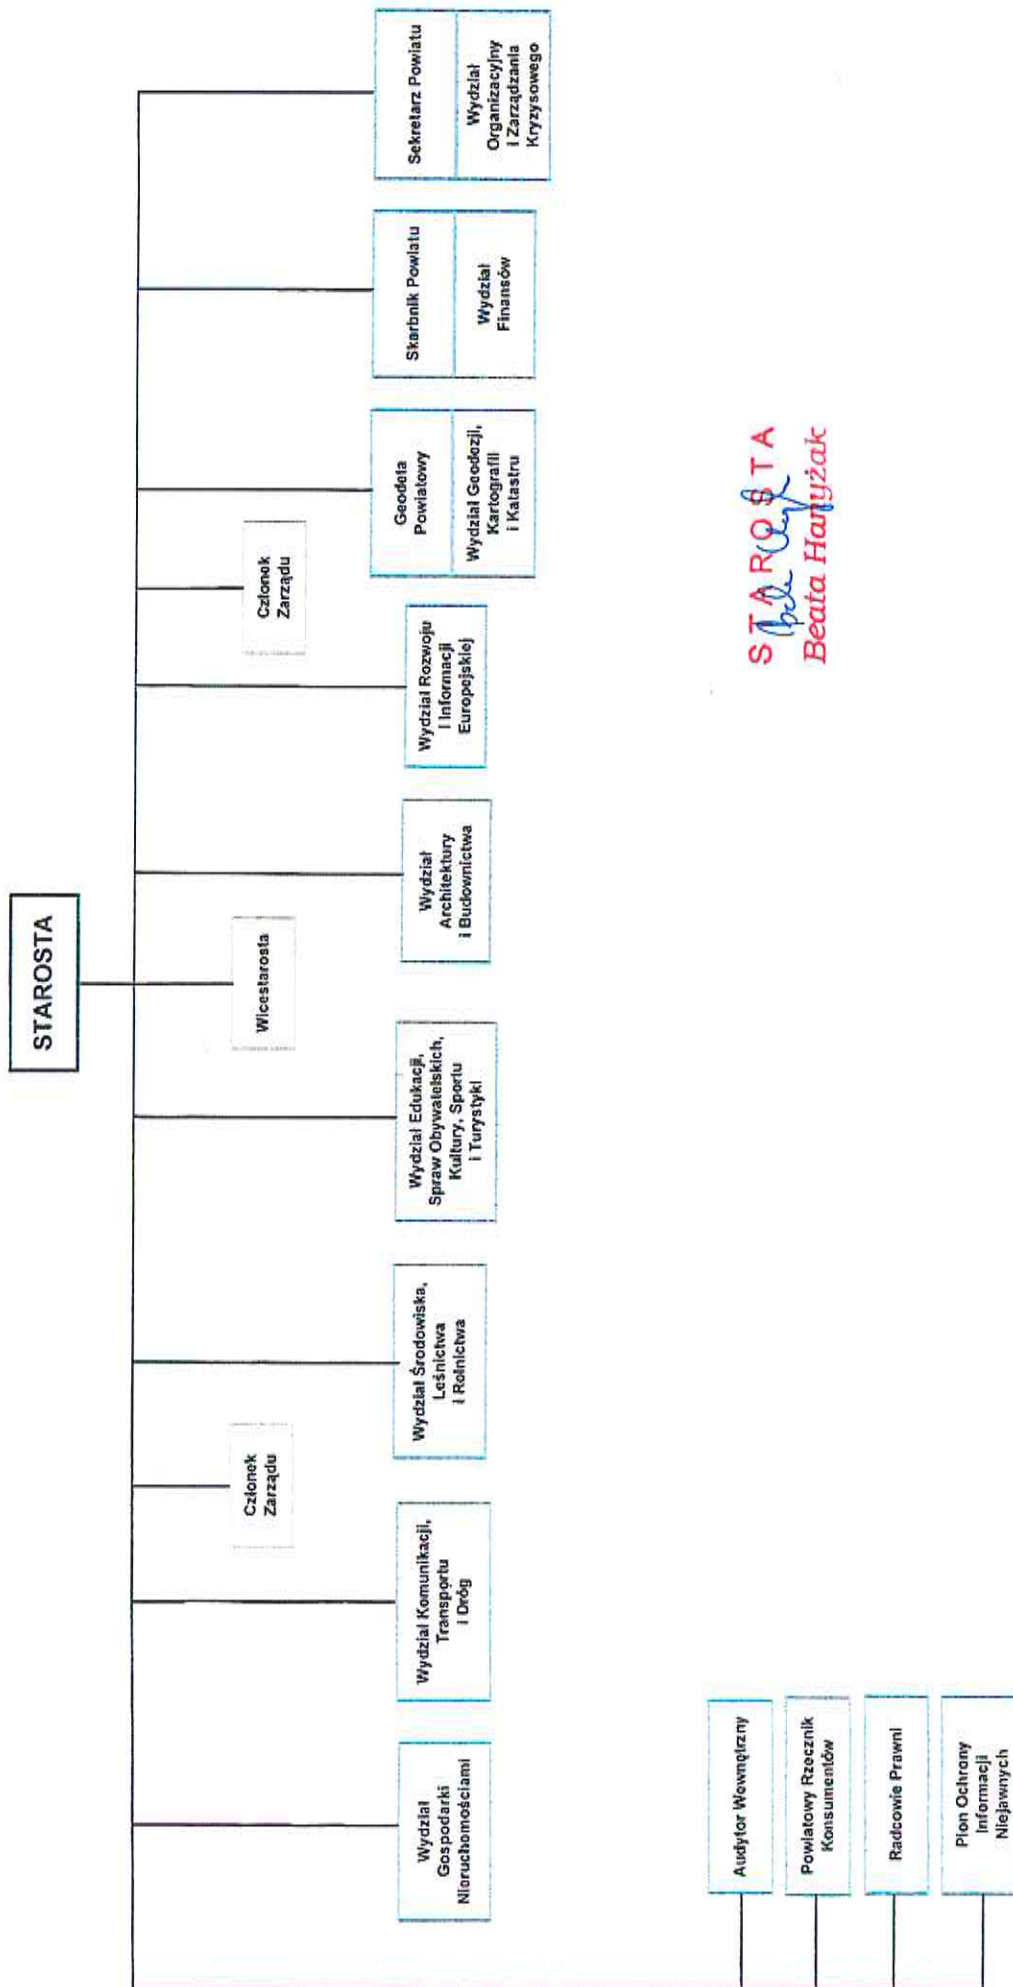 STAROSTA
Członek
Zarządu
Wicestarosta
Członek
Zarządu
Wydział
Gospodarki
Nieruchomościami
Wydział Komunikacji,
Transportu
i Dróg
Wydział Środowiska,
Leśnictwa
i Rolnictwa
Wydział Edukacji,
Spraw Obywatelskich,
Kultury, Sportu
i Turystyki
Wydział
Architektury
i Budownictwa
Wydział Rozwoju
i Informacji
Europejskiej
Geodeta
Powiatowy
Wydział Geodezji,
Kartografii
i Katastru
Skarbnik Powiatu
Wydział
Finansów
Sekretarz Powiatu
Wydział
Organizacyjny
i Zarządzania
Kryzysowego
Audytor Wewnętrzny
Powiatowy Rzecznik
Konsumentów
Radcowie Prawni
Pion Ochrony
Informacji
Niejawnych
STAROSTA
Beata Hanyżak